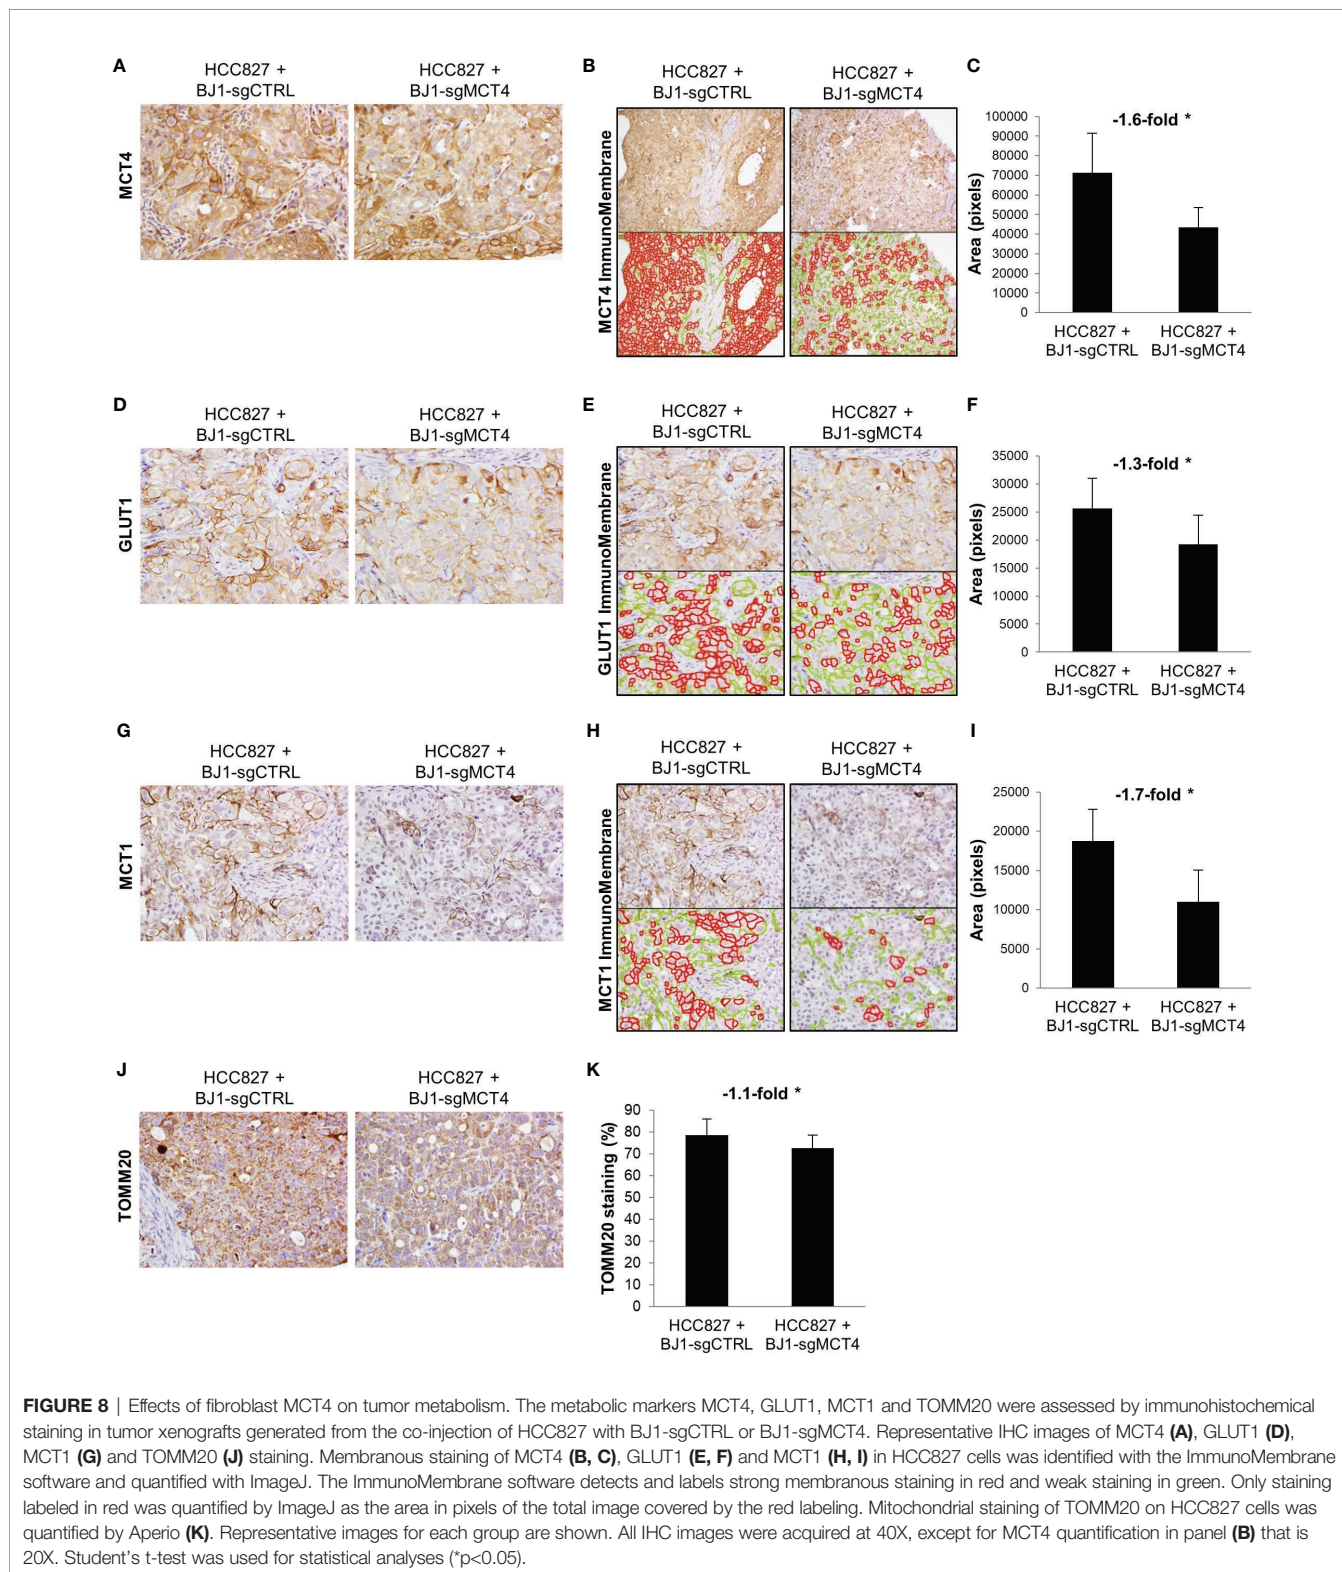 A
HCC827 +
BJ1-sgCTRL
HCC827 +
BJ1-sgMCT4
MCT4
B
HCC827 +
BJ1-sgCTRL
HCC827 +
BJ1-sgMCT4
MCT4 ImmunoMembrane
C
-1.6-fold *
Area (pixels)
100000
90000
80000
70000
60000
50000
40000
30000
20000
10000
0
HCC827 +
BJ1-sgCTRL
HCC827 +
BJ1-sgMCT4
D
HCC827 +
BJ1-sgCTRL
HCC827 +
BJ1-sgMCT4
GLUT1
E
HCC827 +
BJ1-sgCTRL
HCC827 +
BJ1-sgMCT4
GLUT1 ImmunoMembrane
F
-1.3-fold *
Area (pixels)
35000
30000
25000
20000
15000
10000
5000
0
HCC827 +
BJ1-sgCTRL
HCC827 +
BJ1-sgMCT4
G
HCC827 +
BJ1-sgCTRL
HCC827 +
BJ1-sgMCT4
MCT1
H
HCC827 +
BJ1-sgCTRL
HCC827 +
BJ1-sgMCT4
MCT1 ImmunoMembrane
I
-1.7-fold *
Area (pixels)
25000
20000
15000
10000
5000
0
HCC827 +
BJ1-sgCTRL
HCC827 +
BJ1-sgMCT4
J
HCC827 +
BJ1-sgCTRL
HCC827 +
BJ1-sgMCT4
TOMM20
K
-1.1-fold *
TOMM20 staining (%)
90
80
70
60
50
40
30
20
10
0
HCC827 +
BJ1-sgCTRL
HCC827 +
BJ1-sgMCT4
FIGURE 8 | Effects of fibroblast MCT4 on tumor metabolism. The metabolic markers MCT4, GLUT1, MCT1 and TOMM20 were assessed by immunohistochemical
staining in tumor xenografts generated from the co-injection of HCC827 with BJ1-sgCTRL or BJ1-sgMCT4. Representative IHC images of MCT4 (A), GLUT1 (D),
MCT1 (G) and TOMM20 (J) staining. Membranous staining of MCT4 (B, C), GLUT1 (E, F) and MCT1 (H, I) in HCC827 cells was identified with the ImmunoMembrane
software and quantified with ImageJ. The ImmunoMembrane software detects and labels strong membranous staining in red and weak staining in green. Only staining
labeled in red was quantified by ImageJ as the area in pixels of the total image covered by the red labeling. Mitochondrial staining of TOMM20 on HCC827 cells was
quantified by Aperio (K). Representative images for each group are shown. All IHC images were acquired at 40X, except for MCT4 quantification in panel (B) that is
20X. Student's t-test was used for statistical analyses (*p<0.05).